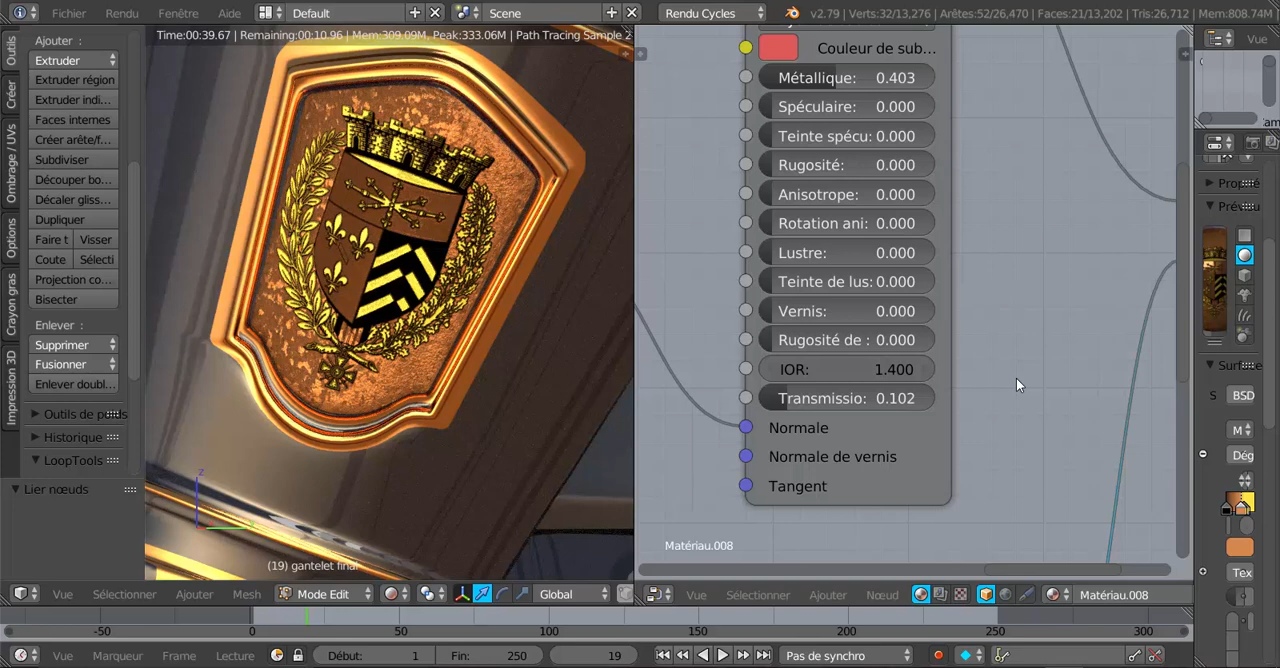 Fichier Rendu Fenêtre Aide Default Scene Rendu Cycles v2.79 | Verts:32/13,276 | Arêtes:52/26,470 | Faces:21/13,202 | Tris:26,712 | Mem:808.74M
Time:00:39.67 | Remaining:00:10.96 | Mem:309.09M, Peak:333.06M | Path Tracing Sample 2
Outils
Créer
Ombrage / UVs
Options
Crayon gras
Impression 3D
Ajouter :
Extruder
Extruder région
Extruder indi...
Faces internes
Créer arête/f...
Subdiviser
Découper bo...
Décaler gliss...
Dupliquer
Faire t Visser
Coute Sélecti
Projection co...
Bisecter
Enlever :
Supprimer
Fusionner
Enlever doubl...
Historique
LoopTools
Lier nœuds
z
(19) gantelet final
Couleur de sub...
Métallique: 0.403
Spéculaire: 0.000
Teinte spécu: 0.000
Rugosité: 0.000
Anisotrope: 0.000
Rotation ani: 0.000
Lustre: 0.000
Teinte de lus: 0.000
Vernis: 0.000
Rugosité de : 0.000
IOR: 1.400
Transmissio: 0.102
Normale
Normale de vernis
Tangent
Matériau.008
Vue
S BSD
M
Dég
Tex
Vue Sélectionner Ajouter Mesh Mode Edit Global
Vue Sélectionner Ajouter Nœud Matériau.008
-50 0 50 100 150 200 250 300
Vue Marqueur Frame Lecture Début: 1 Fin: 250 19 Pas de synchro